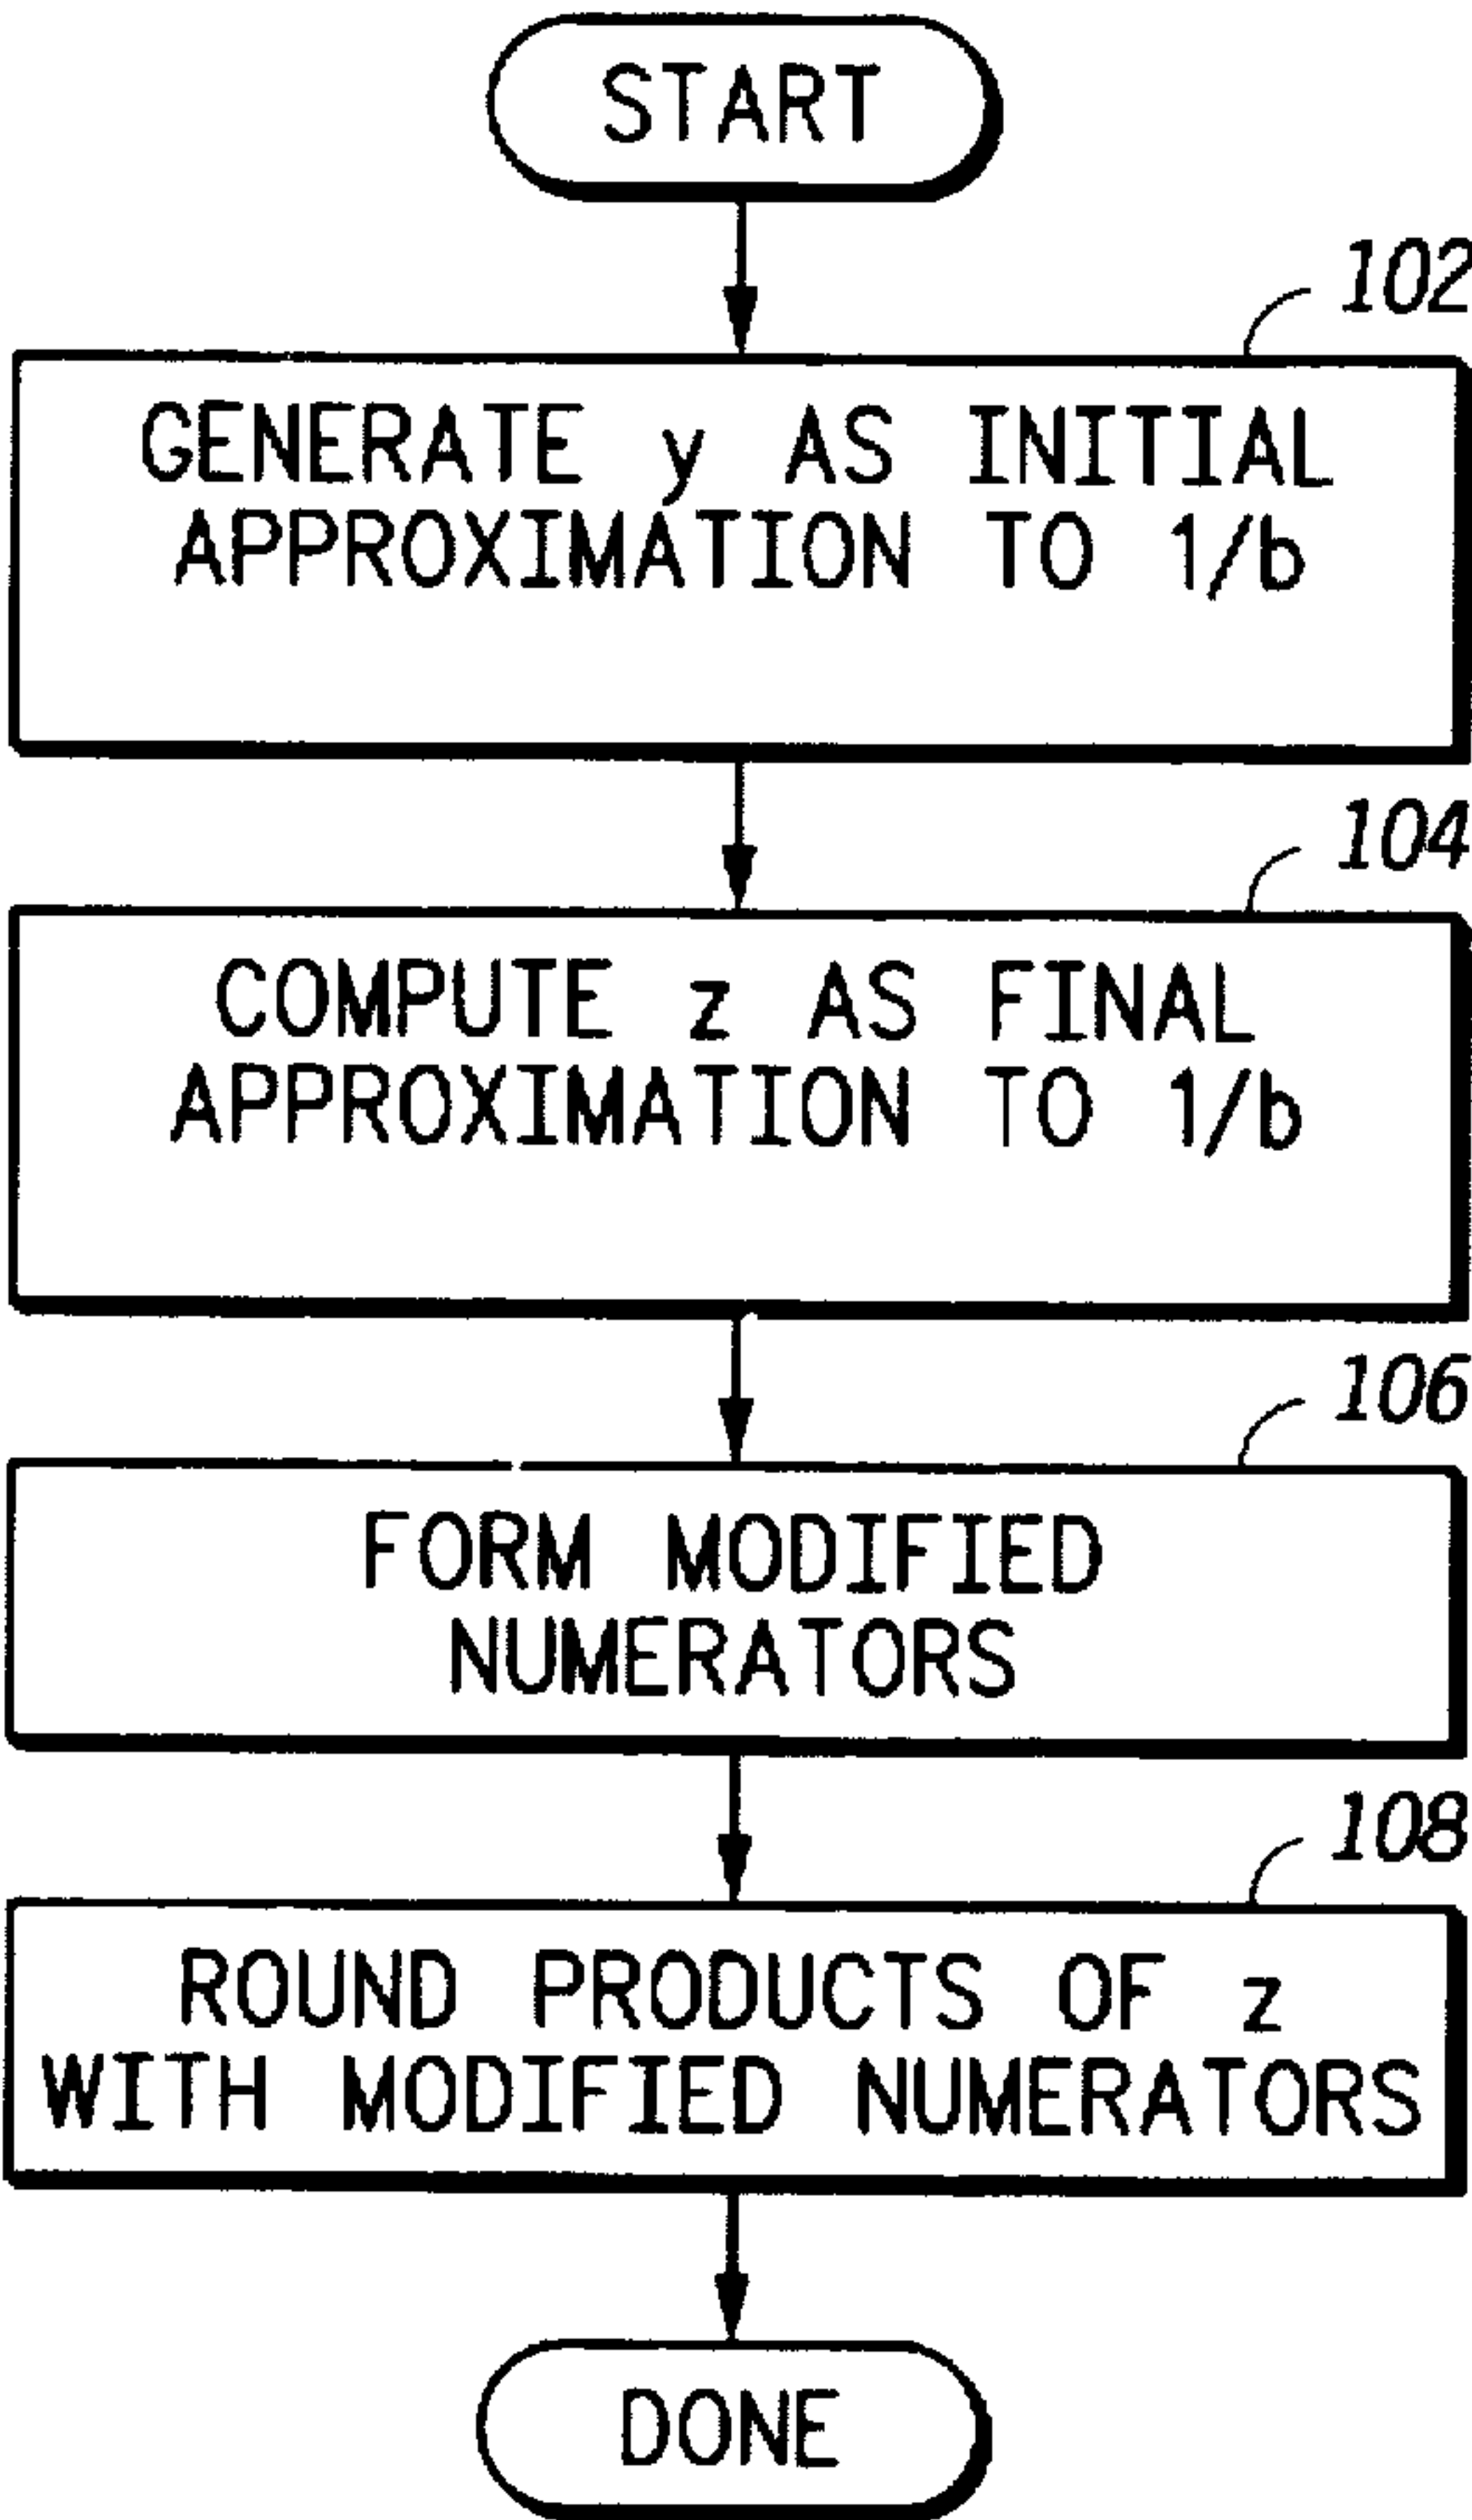 START
102
GENERATE y AS INITIAL
APPROXIMATION TO 1/b
104
COMPUTE z AS FINAL
APPROXIMATION TO 1/b
106
FORM MODIFIED
NUMERATORS
108
ROUND PRODUCTS OF z
WITH MODIFIED NUMERATORS
DONE